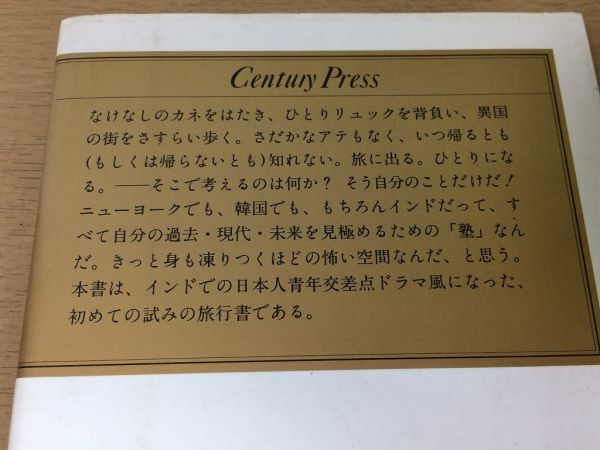 Century Press
なけなしのカネをはたき、ひとりリュックを背負い、異国
の街をさすらい歩く。さだかなアテもなく、いつ帰るとも
(もしくは帰らないとも)知れない。旅に出る。ひとりにな
る。——そこで考えるのは何か? そう自分のことだけだ!
ニューヨークでも、韓国でも、もちろんインドだって、す
べて自分の過去・現代・未来を見極めるための「塾」なん
だ。きっと身も凍りつくほどの怖い空間なんだ、と思う。
本書は、インドでの日本人青年交差点ドラマ風になった、
初めての試みの旅行書である。